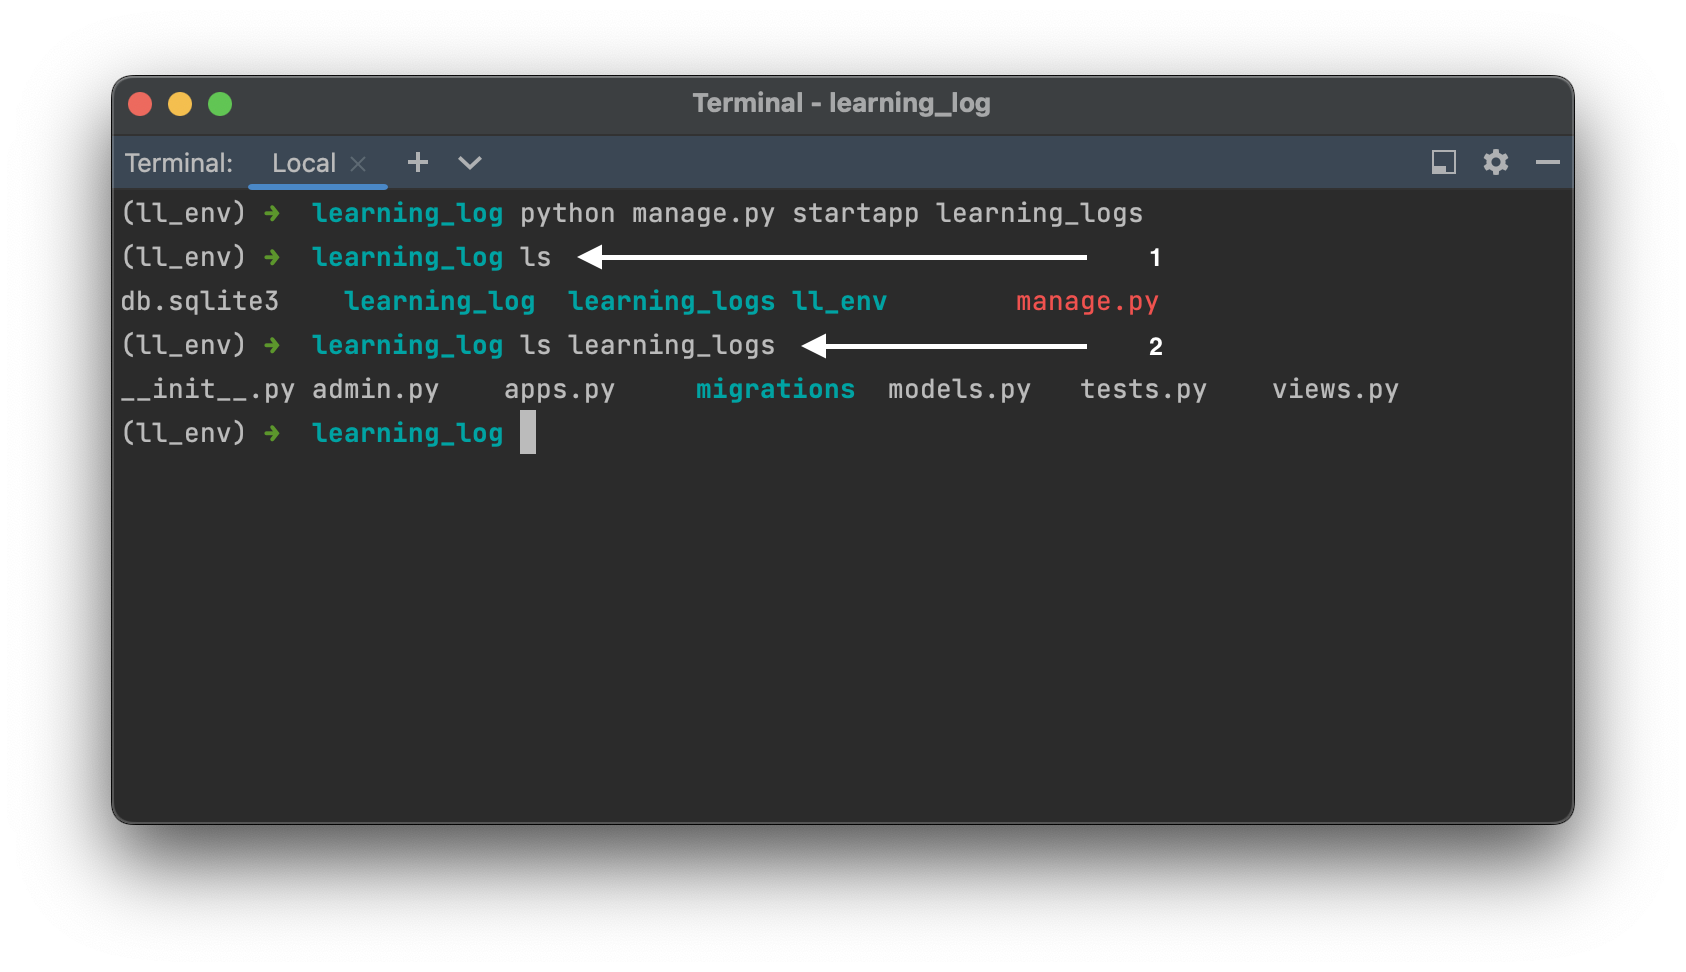 Terminal - learning_log
Terminal: Local × + 
(ll_env) ➜ learning_log python manage.py startapp learning_logs
(ll_env) ➜ learning_log ls 1
db.sqlite3 learning_log learning_logs ll_env manage.py
(ll_env) ➜ learning_log ls learning_logs 2
__init__.py admin.py apps.py migrations models.py tests.py views.py
(ll_env) ➜ learning_log